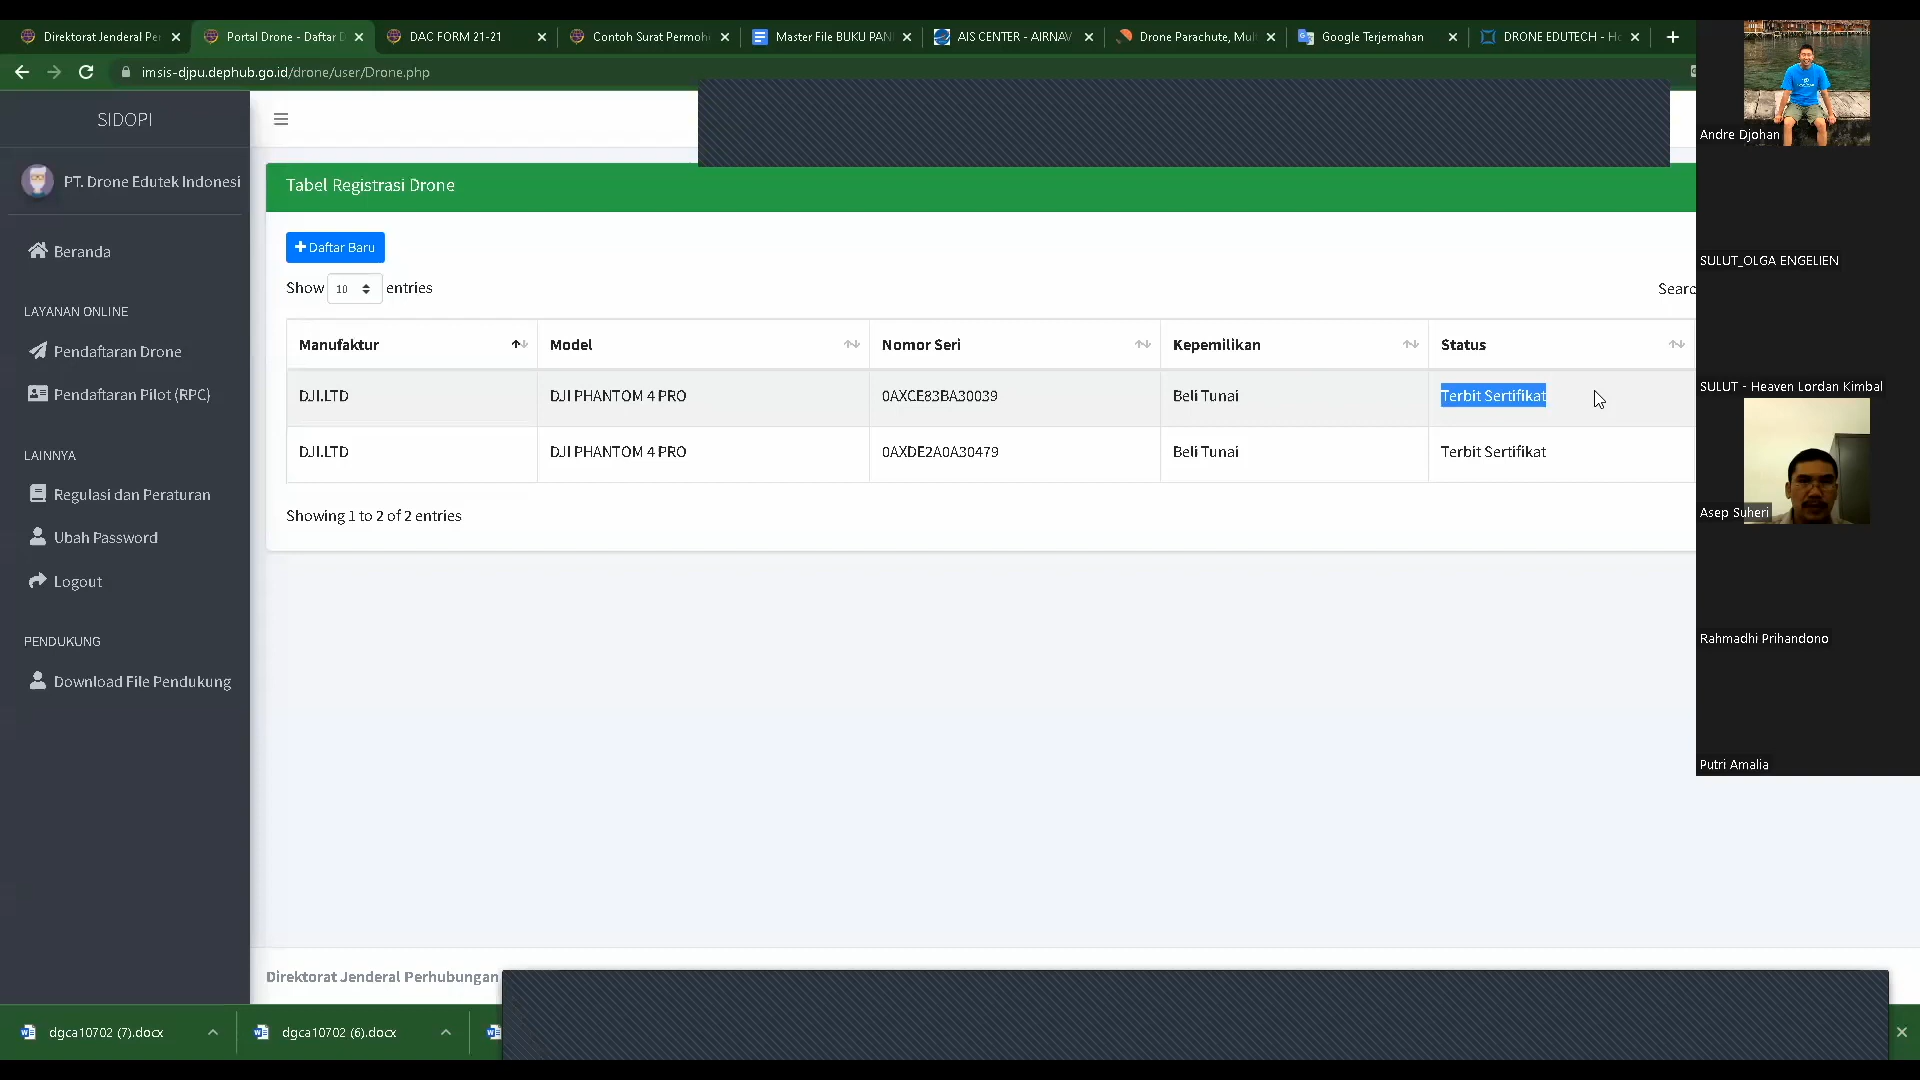 Direktorat Jenderal Pe
Portal Drone - Daftar D
DAC FORM 21-21
Contoh Surat Permoh
Master File BUKU PAN
AIS CENTER - AIRNAV
Drone Parachute, Mul
Google Terjemahan
DRONE EDUTECH - Ho
imsis-djpu.dephub.go.id/drone/user/Drone.php
SIDOPI
PT. Drone Edutek Indonesi
Beranda
LAYANAN ONLINE
Pendaftaran Drone
Pendaftaran Pilot (RPC)
LAINNYA
Regulasi dan Peraturan
Ubah Password
Logout
PENDUKUNG
Download File Pendukung
Tabel Registrasi Drone
Daftar Baru
Show 10 entries
Searc
Manufaktur Model Nomor Seri Kepemilikan Status
DJI.LTD DJI PHANTOM 4 PRO 0AXCE83BA30039 Beli Tunai Terbit Sertifikat
DJI.LTD DJI PHANTOM 4 PRO 0AXDE2A0A30479 Beli Tunai Terbit Sertifikat
Showing 1 to 2 of 2 entries
Direktorat Jenderal Perhubungan
dgca10702 (7).docx
dgca10702 (6).docx
Andre Djohan
SULUT_OLGA ENGELIEN
SULUT - Heaven Lordan Kimbal
Asep Suheri
Rahmadhi Prihandono
Putri Amalia